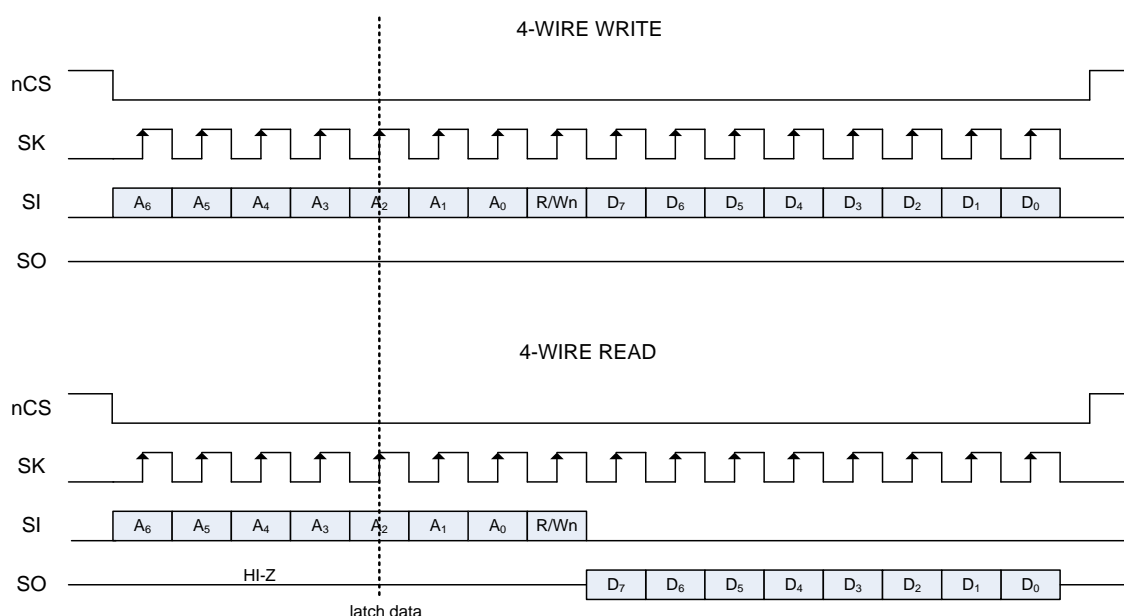 4-WIRE WRITE
nCS
SK
SI A₆ A₅ A₄ A₃ A₂ A₁ A₀ R/Wn D₇ D₆ D₅ D₄ D₃ D₂ D₁ D₀
SO
4-WIRE READ
nCS
SK
SI A₆ A₅ A₄ A₃ A₂ A₁ A₀ R/Wn
SO HI-Z D₇ D₆ D₅ D₄ D₃ D₂ D₁ D₀
latch data